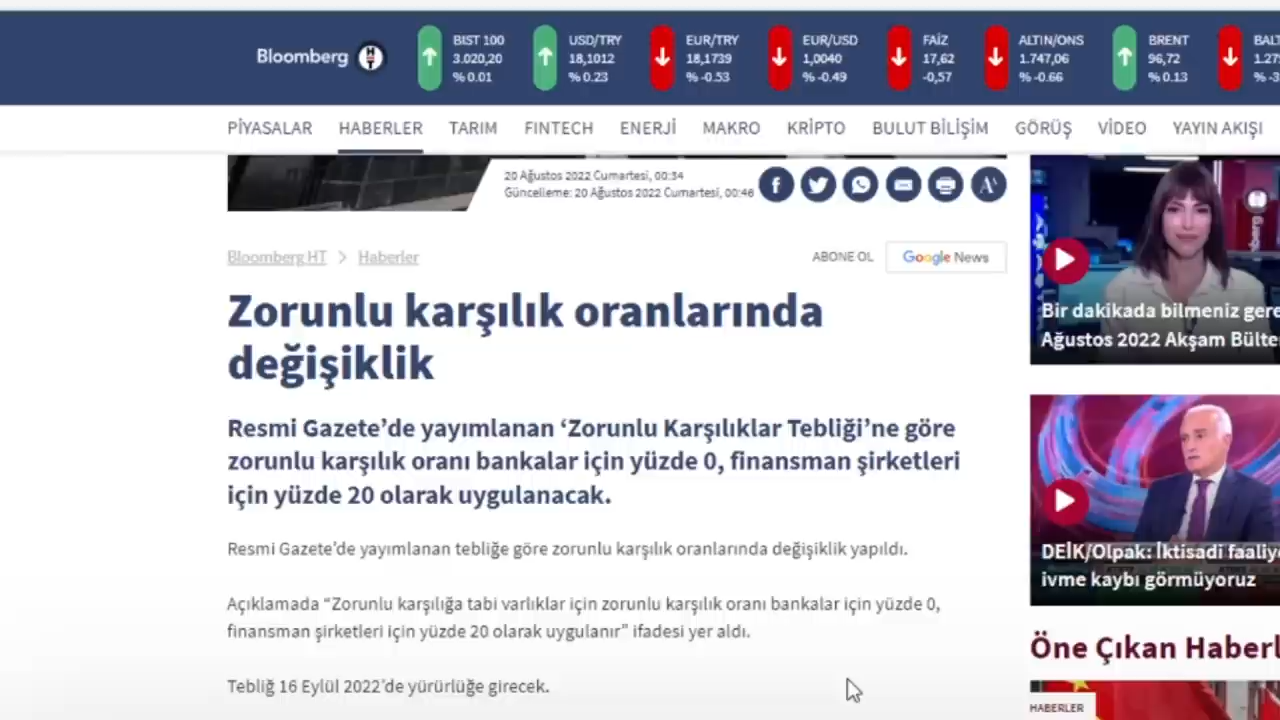 Bloomberg HT
BIST 100
3.020,20
% 0.01
USD/TRY
18,1012
% 0.23
EUR/TRY
18,1739
% -0.53
EUR/USD
1,0040
% -0.49
FAİZ
17,62
-0,57
ALTIN/ONS
1.747,06
% -0.66
BRENT
96,72
% 0.13
BALT
1.27
% -3
PİYASALAR HABERLER TARIM FINTECH ENERJİ MAKRO KRİPTO BULUT BİLİŞİM GÖRÜŞ VİDEO YAYIN AKIŞI
20 Ağustos 2022 Cumartesi, 00:34
Güncelleme: 20 Ağustos 2022 Cumartesi, 00:46
Bloomberg HT > Haberler
ABONE OL Google News
Zorunlu karşılık oranlarında
değişiklik
Resmi Gazete’de yayımlanan ‘Zorunlu Karşılıklar Tebliği’ne göre
zorunlu karşılık oranı bankalar için yüzde 0, finansman şirketleri
için yüzde 20 olarak uygulanacak.
Resmi Gazete’de yayımlanan tebliğe göre zorunlu karşılık oranlarında değişiklik yapıldı.
Açıklamada “Zorunlu karşılığa tabi varlıklar için zorunlu karşılık oranı bankalar için yüzde 0,
finansman şirketleri için yüzde 20 olarak uygulanır” ifadesi yer aldı.
Tebliğ 16 Eylül 2022’de yürürlüğe girecek.
Bir dakikada bilmeniz gere
Ağustos 2022 Akşam Bülte
DEİK/Olpak: İktisadi faaliye
ivme kaybı görmüyoruz
Öne Çıkan Haberl
HABERLER